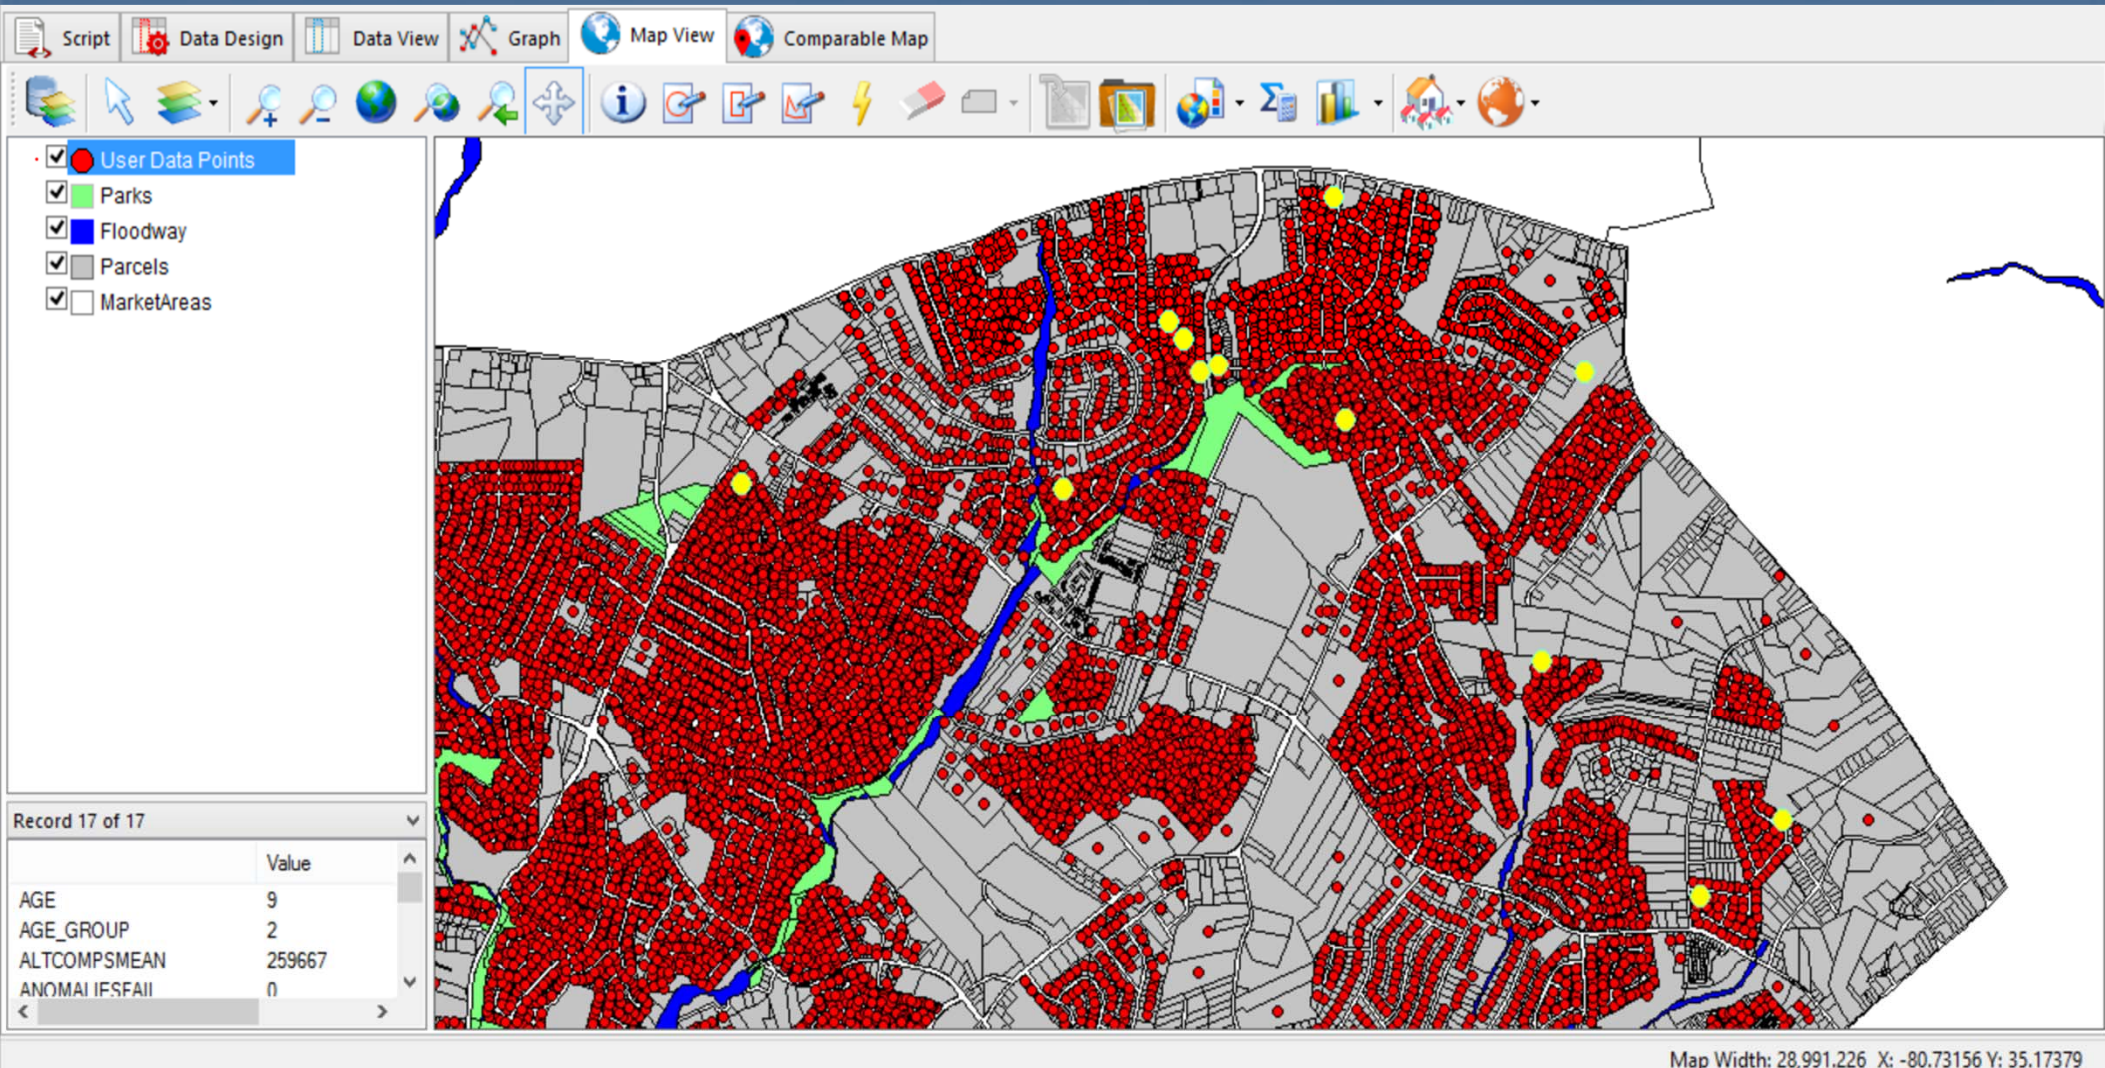 Script Data Design Data View Graph Map View Comparable Map
User Data Points
Parks
Floodway
Parcels
MarketAreas
Record 17 of 17
Value
AGE 9
AGE_GROUP 2
ALTCOMPSMEAN 259667
ANOMALIESFAIL 0
Map Width: 28,991.226 X: -80.73156 Y: 35.17379